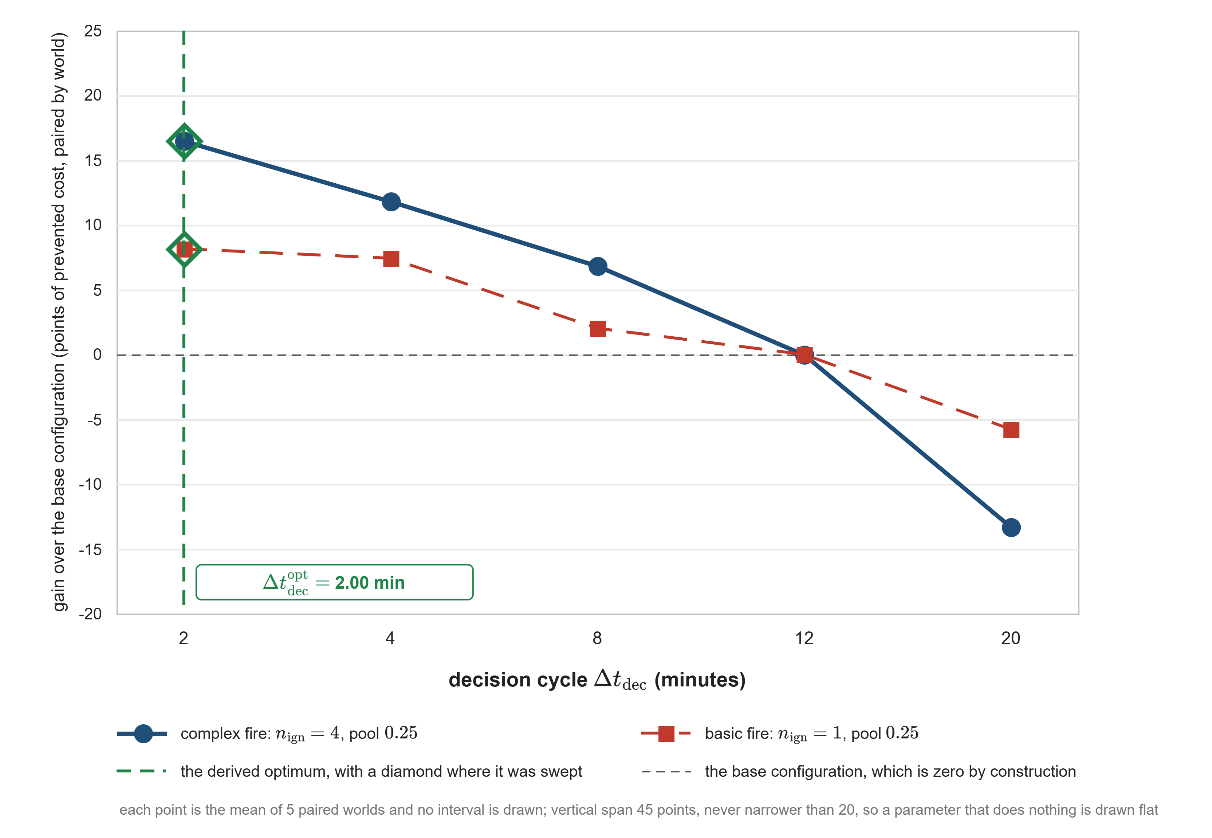 gain over the base configuration (points of prevented cost, paired by world)
25
20
15
10
5
0
-5
-10
-15
-20
Δt_dec^opt = 2.00 min
2
4
8
12
20
decision cycle Δt_dec (minutes)
complex fire: n_ign = 4, pool 0.25
basic fire: n_ign = 1, pool 0.25
the derived optimum, with a diamond where it was swept
the base configuration, which is zero by construction
each point is the mean of 5 paired worlds and no interval is drawn; vertical span 45 points, never narrower than 20, so a parameter that does nothing is drawn flat